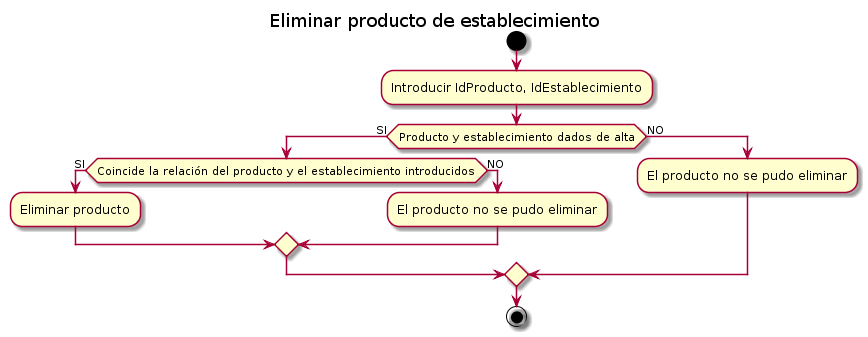 Eliminar producto de establecimiento
Introducir IdProducto, IdEstablecimiento
SI
Producto y establecimiento dados de alta
NO
SI
Coincide la relación del producto y el establecimiento introducidos
NO
El producto no se pudo eliminar
Eliminar producto
El producto no se pudo eliminar